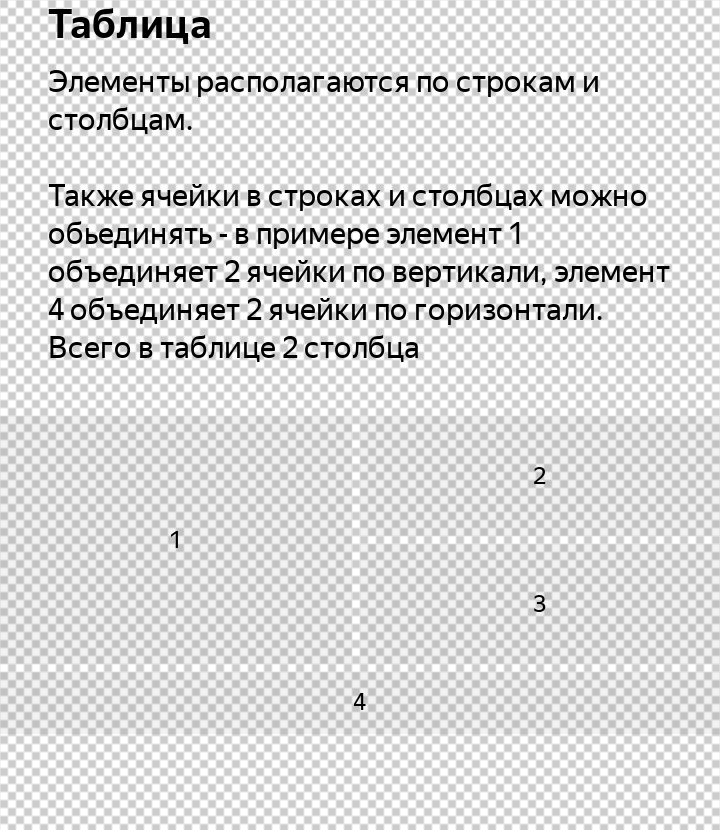 Таблица
Элементы располагаются по строкам и
столбцам.
Также ячейки в строках и столбцах можно
обьединять - в примере элемент 1
объединяет 2 ячейки по вертикали, элемент
4 объединяет 2 ячейки по горизонтали.
Всего в таблице 2 столбца
2
1
3
4